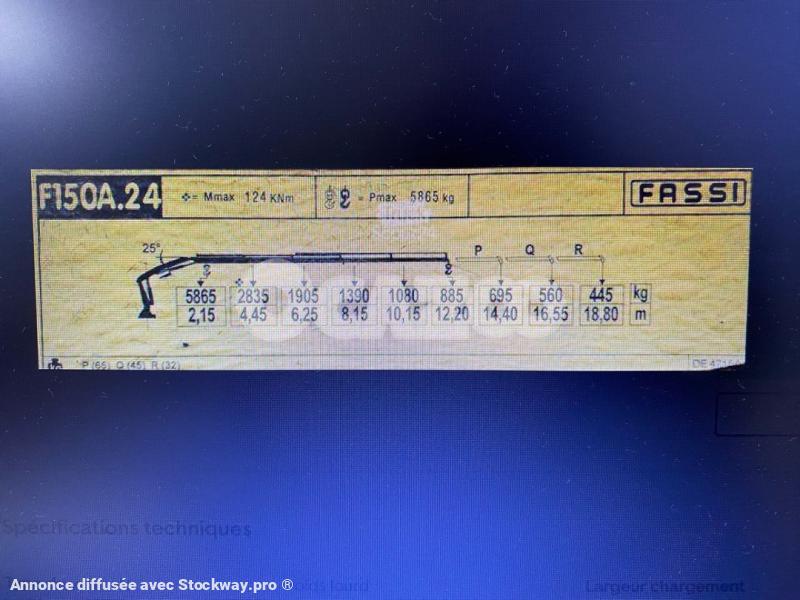 F150A.24 = Mmax 124 KNm = Pmax 5865 kg FASSI
25° P Q R
5865 2835 1905 1390 1080 885 695 560 445 kg
2,15 4,45 6,25 8,15 10,15 12,20 14,40 16,55 18,80 m
P (65) Q (45) R (32) DE
Spécifications techniques
lourd Largeur chargement
Annonce diffusée avec Stockway.pro ®